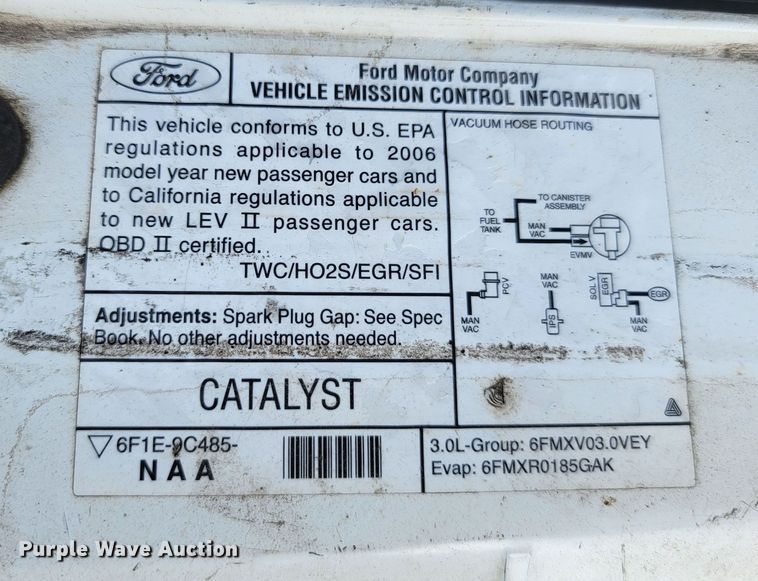 Ford
Ford Motor Company
VEHICLE EMISSION CONTROL INFORMATION
This vehicle conforms to U.S. EPA
regulations applicable to 2006
model year new passenger cars and
to California regulations applicable
to new LEV II passenger cars.
OBD II certified.
TWC/HO2S/EGR/SFI
Adjustments: Spark Plug Gap: See Spec
Book. No other adjustments needed.
CATALYST
6F1E-9C485-
NAA
VACUUM HOSE ROUTING
TO CANISTER
ASSEMBLY
TO
FUEL
TANK
MAN
VAC
EVMV
PCV
MAN
VAC
MAN
VAC
IPS
SOL V
EGR
EGR
MAN
VAC
3.0L-Group: 6FMXV03.0VEY
Evap: 6FMXR0185GAK
Purple Wave Auction